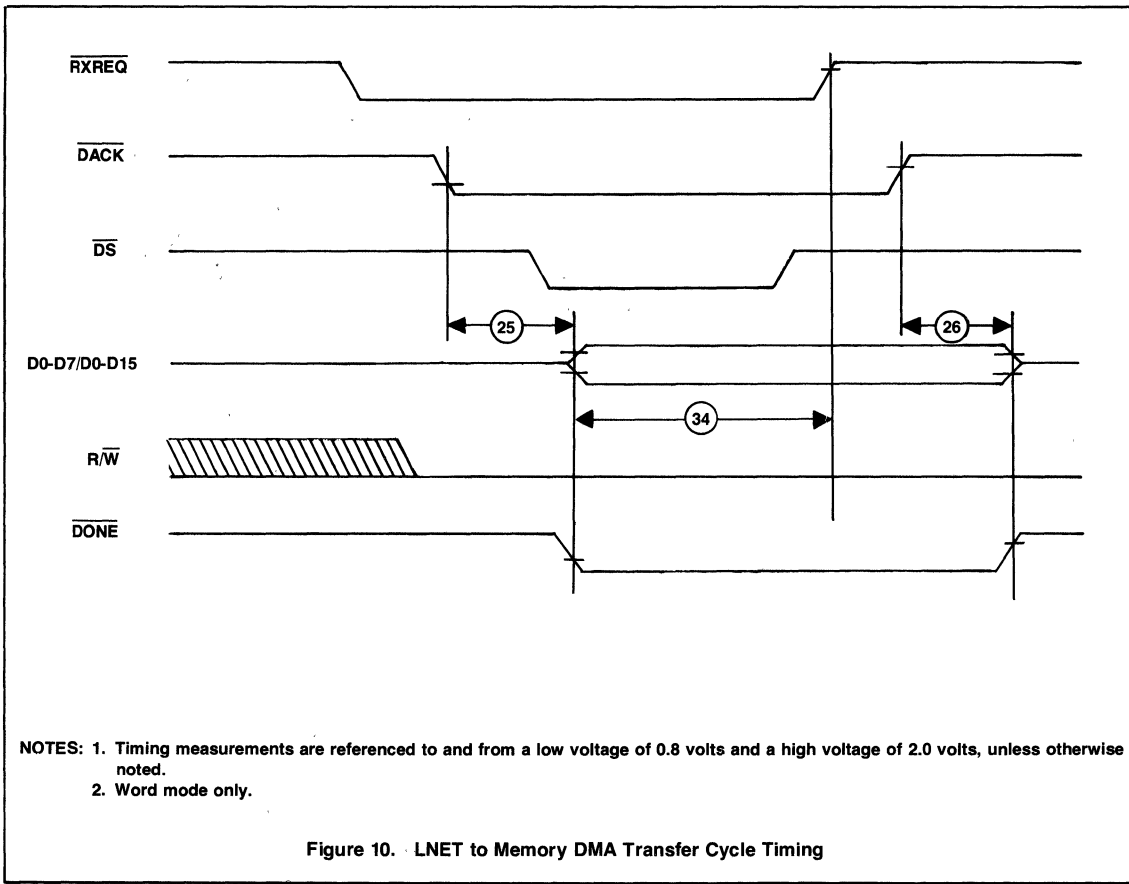 RXREQ
DACK
DS
25
26
D0-D7/D0-D15
34
R/W
DONE
NOTES: 1. Timing measurements are referenced to and from a low voltage of 0.8 volts and a high voltage of 2.0 volts, unless otherwise
noted.
2. Word mode only.
Figure 10. LNET to Memory DMA Transfer Cycle Timing